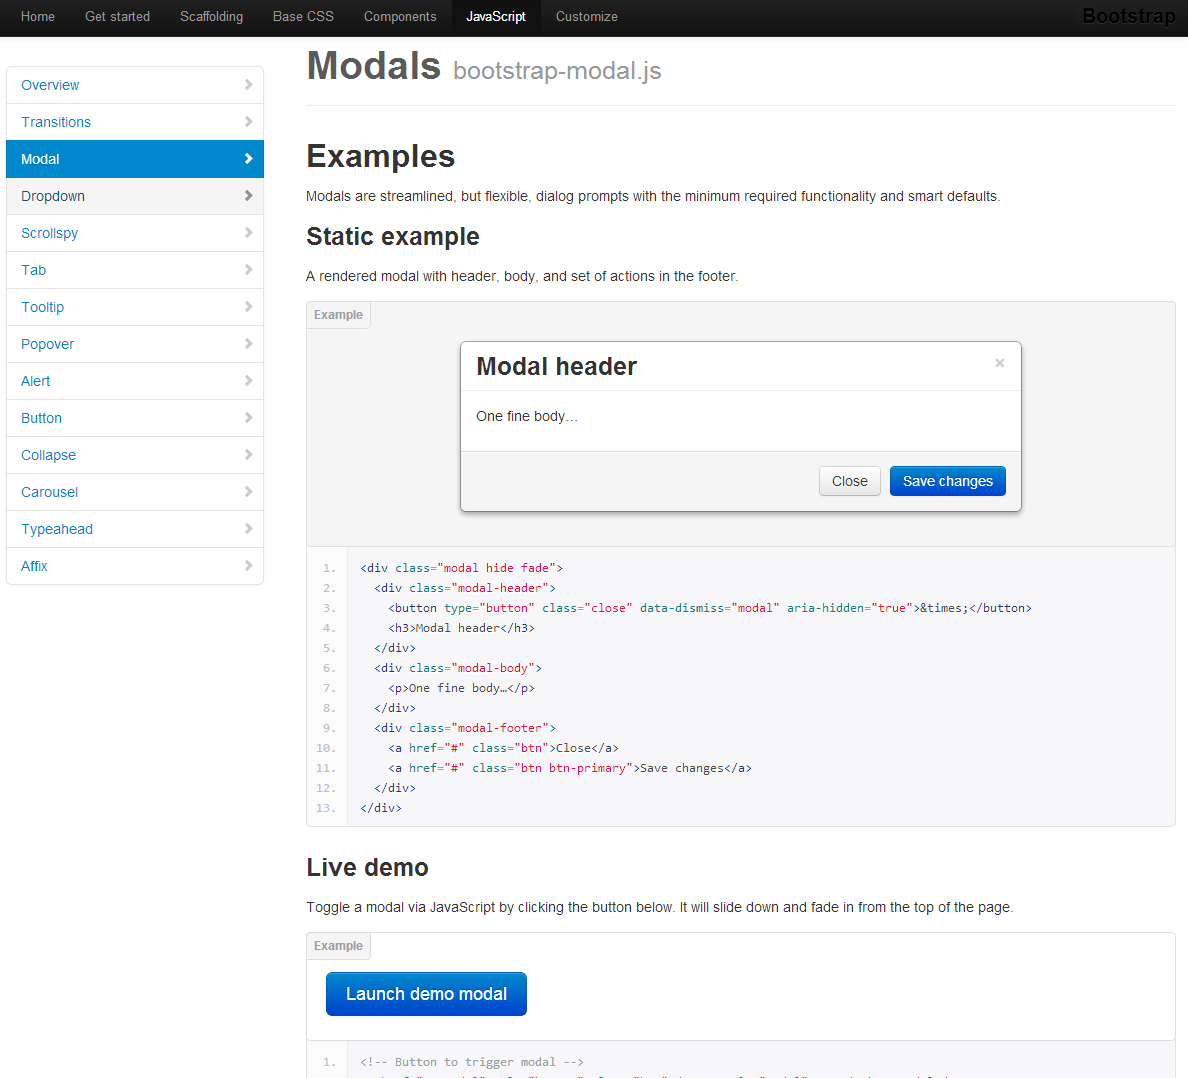 Home Get started Scaffolding Base CSS Components JavaScript Customize Bootstrap
Overview
Transitions
Modal
Dropdown
Scrollspy
Tab
Tooltip
Popover
Alert
Button
Collapse
Carousel
Typeahead
Affix
Modals bootstrap-modal.js
Examples
Modals are streamlined, but flexible, dialog prompts with the minimum required functionality and smart defaults.
Static example
A rendered modal with header, body, and set of actions in the footer.
Example
Modal header ×
One fine body…
Close Save changes
1. <div class="modal hide fade">
2. <div class="modal-header">
3. <button type="button" class="close" data-dismiss="modal" aria-hidden="true">&times;</button>
4. <h3>Modal header</h3>
5. </div>
6. <div class="modal-body">
7. <p>One fine body…</p>
8. </div>
9. <div class="modal-footer">
10. <a href="#" class="btn">Close</a>
11. <a href="#" class="btn btn-primary">Save changes</a>
12. </div>
13. </div>
Live demo
Toggle a modal via JavaScript by clicking the button below. It will slide down and fade in from the top of the page.
Example
Launch demo modal
1. <!-- Button to trigger modal -->